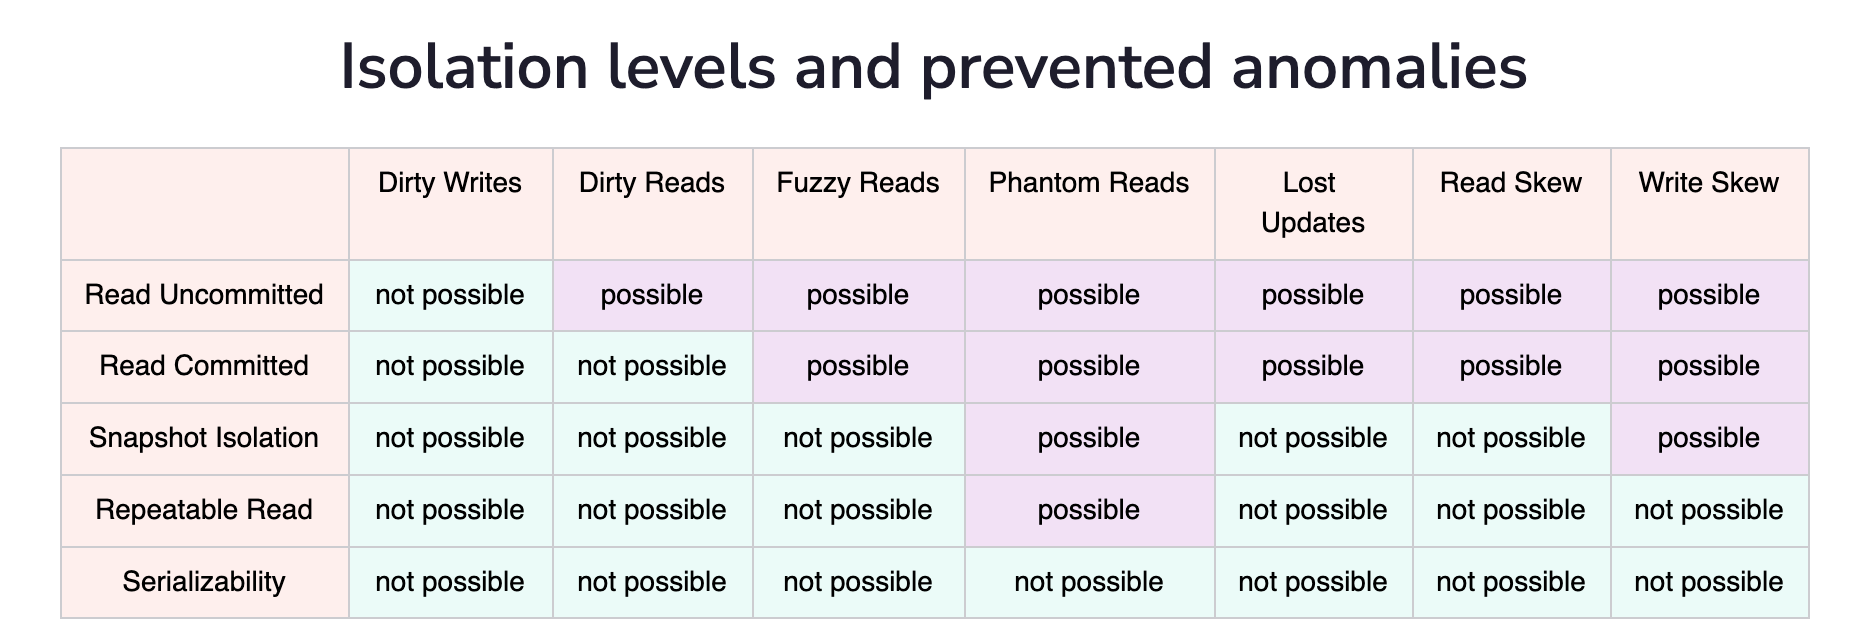 Isolation levels and prevented anomalies
Dirty Writes Dirty Reads Fuzzy Reads Phantom Reads Lost Updates Read Skew Write Skew
Read Uncommitted not possible possible possible possible possible possible possible
Read Committed not possible not possible possible possible possible possible possible
Snapshot Isolation not possible not possible not possible possible not possible not possible possible
Repeatable Read not possible not possible not possible possible not possible not possible not possible
Serializability not possible not possible not possible not possible not possible not possible not possible